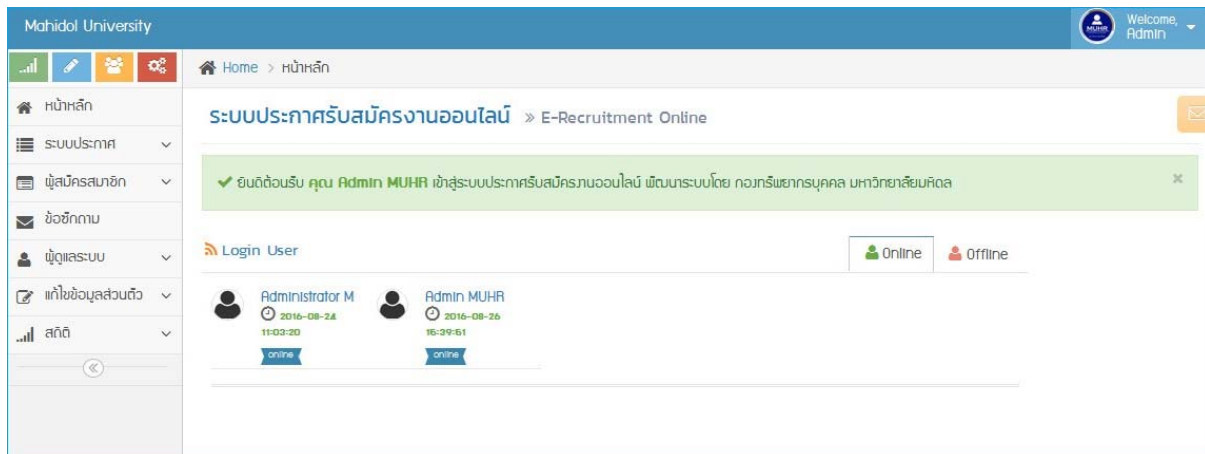 Mahidol University
MUHR
Welcome,
Admin
Home > หน้าหลัก
หน้าหลัก
ระบบประกาศ
ผู้สมัครสมาชิก
ข้อซักถาม
ผู้ดูแลระบบ
แก้ไขข้อมูลส่วนตัว
สถิติ
ระบบประกาศรับสมัครงานออนไลน์ » E-Recruitment Online
ยินดีต้อนรับ คุณ Admin MUHR เข้าสู่ระบบประกาศรับสมัครงานออนไลน์ พัฒนาระบบโดย กองทรัพยากรบุคคล มหาวิทยาลัยมหิดล ×
Login User
Online
Offline
Administrator M
2016-08-24
11:03:20
online
Admin MUHR
2016-08-26
15:39:51
online